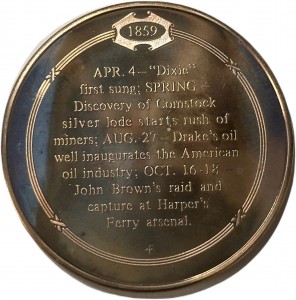 1859
APR. 4—"Dixie"
first sung; SPRING—
Discovery of Comstock
silver lode starts rush of
miners; AUG. 27—Drake's oil
well inaugurates the American
oil industry; OCT. 16-18
John Brown's raid and
capture at Harper's
Ferry arsenal.